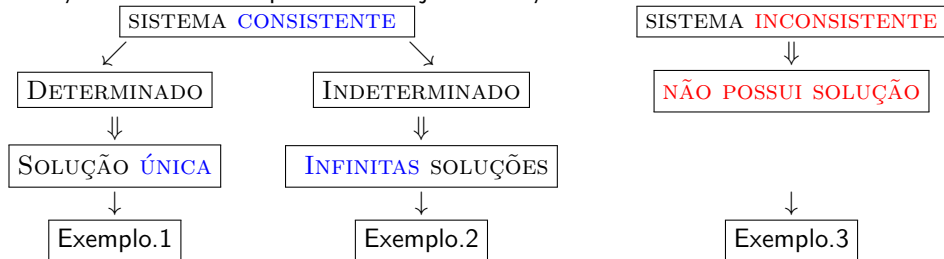 SISTEMA CONSISTENTE
SISTEMA INCONSISTENTE
DETERMINADO
INDETERMINADO
NÃO POSSUI SOLUÇÃO
SOLUÇÃO ÚNICA
INFINITAS SOLUÇÕES
Exemplo.1
Exemplo.2
Exemplo.3